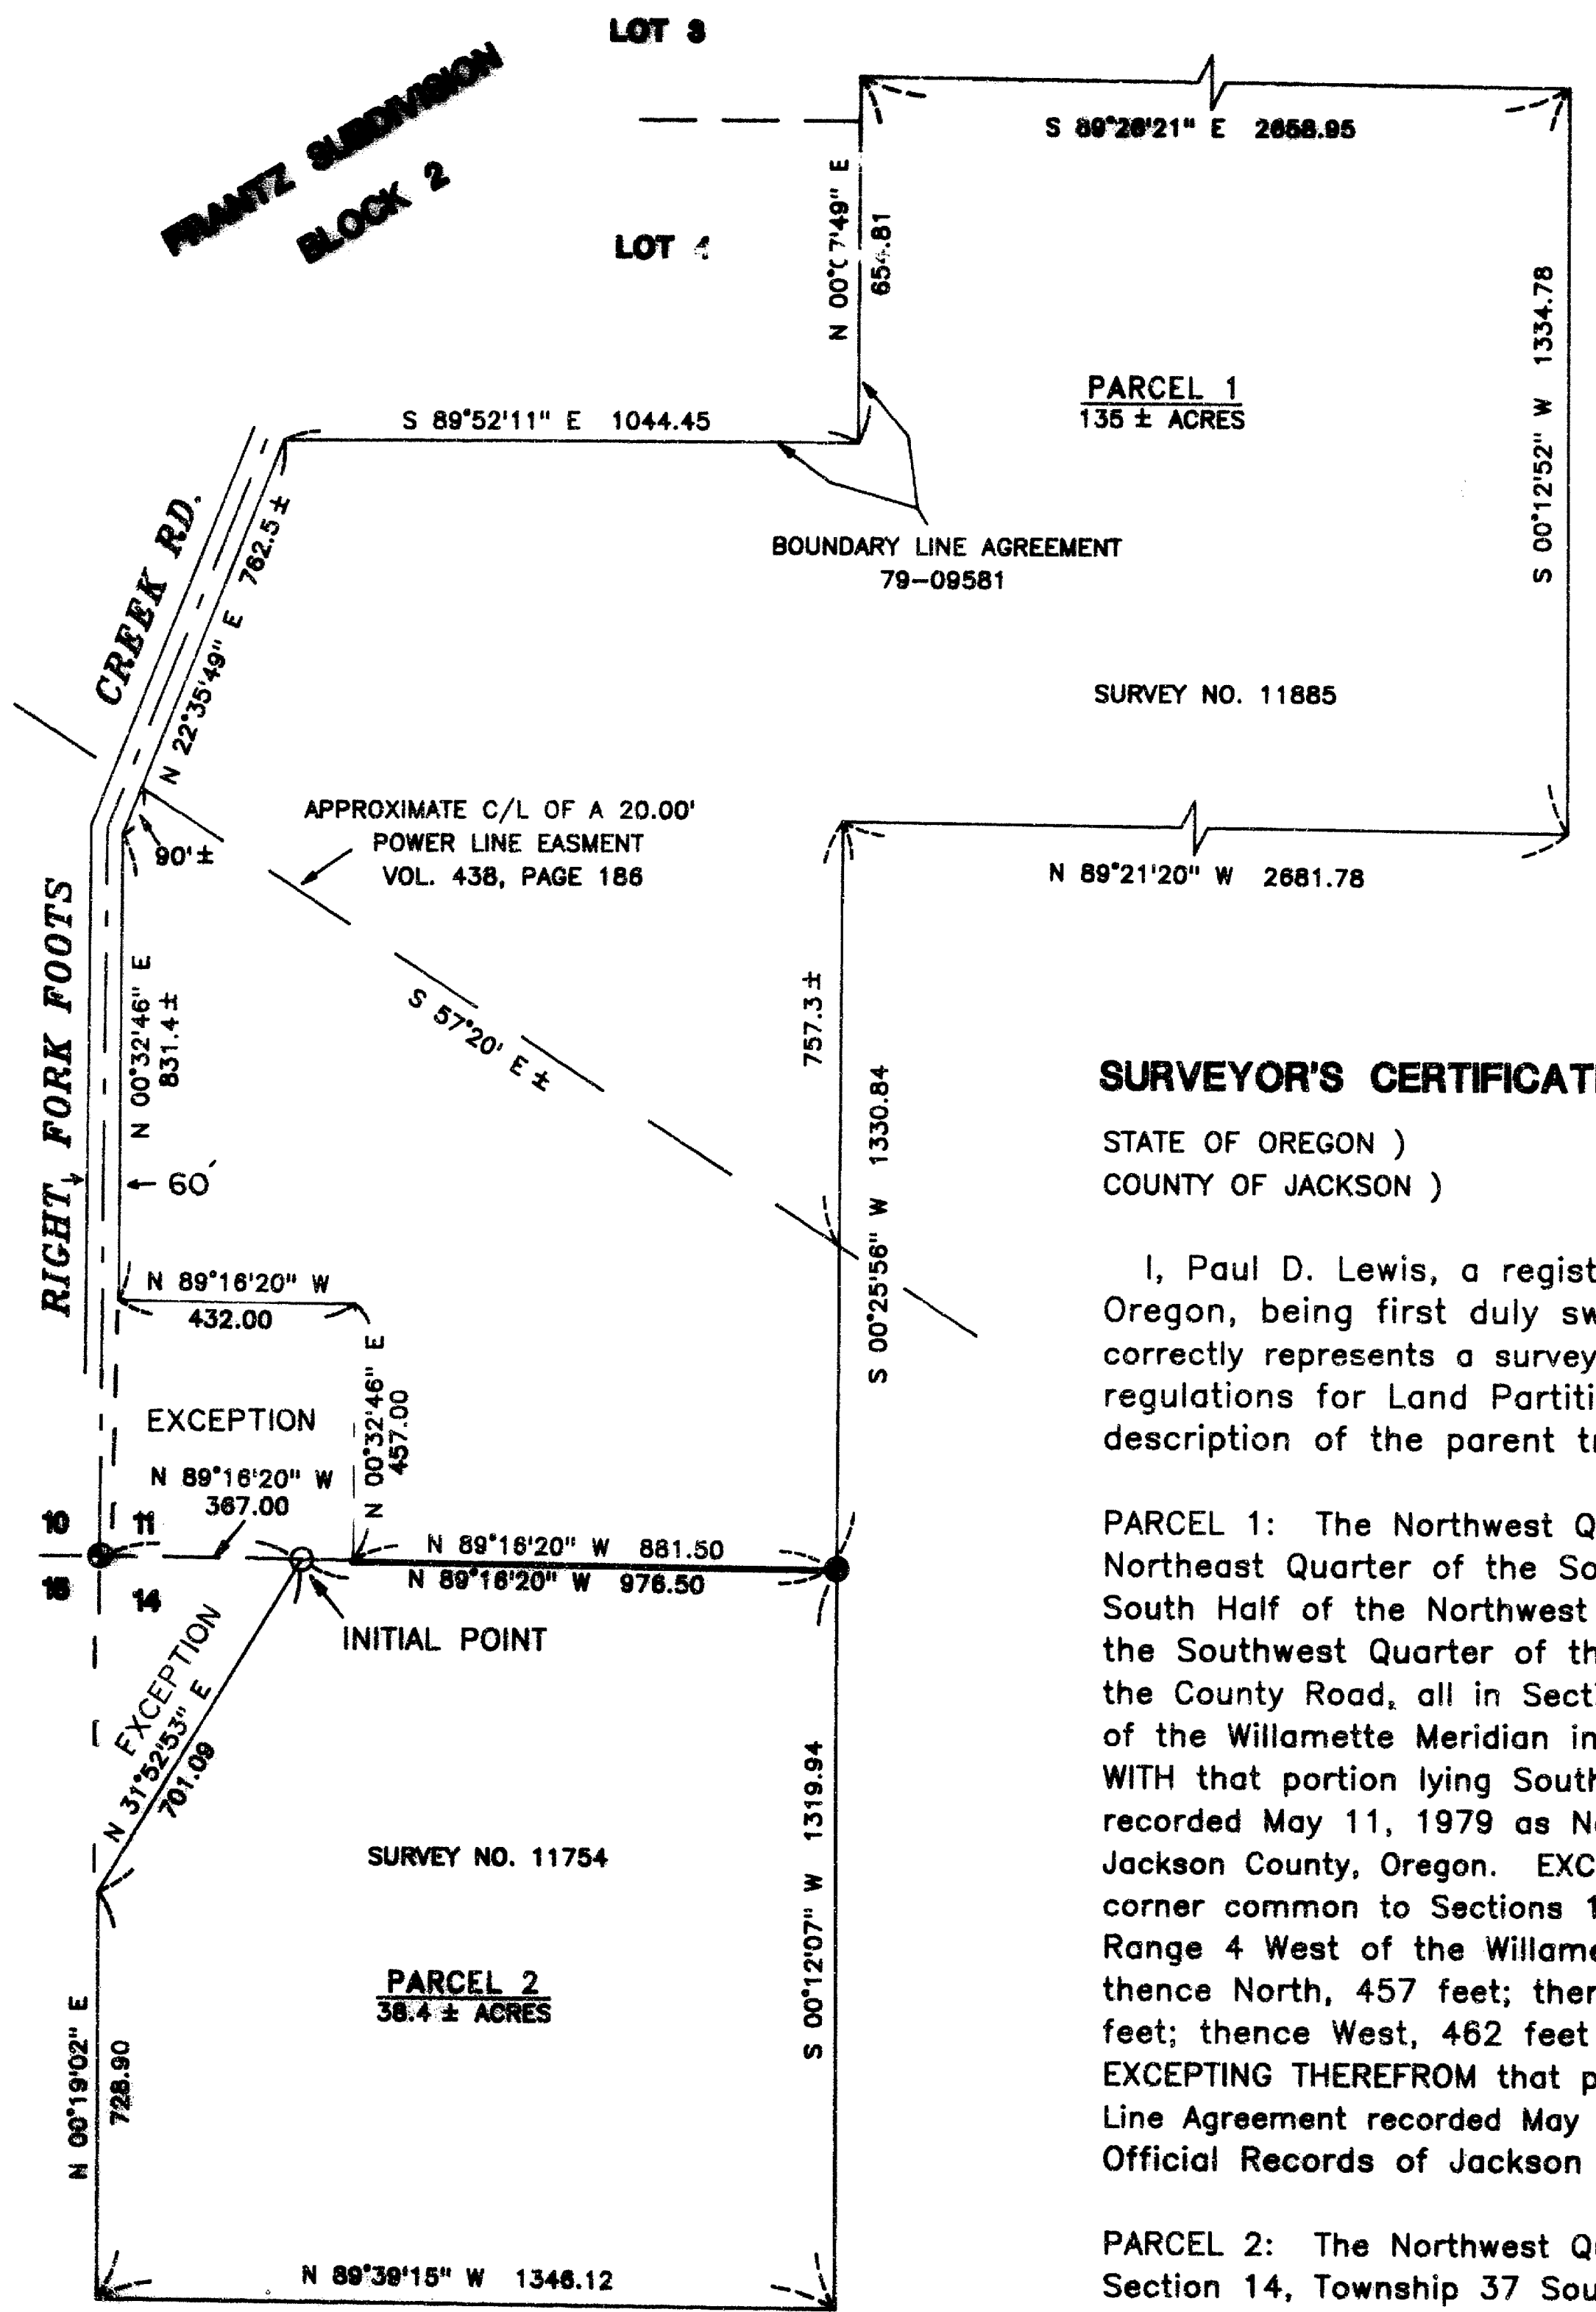 LOT 3
FRANTZ SUBDIVISION
BLOCK 2
LOT 4
S 89°26'21" E 2658.95
N 00°07'49" E
654.81
S 00°12'52" W 1334.78
PARCEL 1
135 ± ACRES
S 89°52'11" E 1044.45
BOUNDARY LINE AGREEMENT
79-09581
CREEK RD.
N 22°35'49" E 762.5±
SURVEY NO. 11885
APPROXIMATE C/L OF A 20.00'
POWER LINE EASMENT
VOL. 438, PAGE 186
90'±
N 89°21'20" W 2681.78
RIGHT FORK FOOTS
N 00°32'46" E
831.4±
S 57°20' E ±
757.3±
S 00°25'56" W 1330.84
60'
N 89°16'20" W
432.00
N 00°32'46" E
457.00
EXCEPTION
N 89°16'20" W
367.00
10 11
15 14
N 89°16'20" W 881.50
N 89°16'20" W 976.50
INITIAL POINT
EXCEPTION
N 31°52'53" E
701.09
SURVEY NO. 11754
S 00°12'07" W 1319.94
PARCEL 2
38.4 ± ACRES
N 00°19'02" E
728.90
N 89°39'15" W 1346.12
SURVEYOR'S CERTIFICAT
STATE OF OREGON )
COUNTY OF JACKSON )
I, Paul D. Lewis, a regist
Oregon, being first duly sw
correctly represents a survey
regulations for Land Partiti
description of the parent tr
PARCEL 1: The Northwest Q
Northeast Quarter of the So
South Half of the Northwest
the Southwest Quarter of th
the County Road, all in Secti
of the Willamette Meridian in
WITH that portion lying South
recorded May 11, 1979 as N
Jackson County, Oregon. EXC
corner common to Sections 1
Range 4 West of the Willame
thence North, 457 feet; ther
feet; thence West, 462 feet
EXCEPTING THEREFROM that p
Line Agreement recorded May
Official Records of Jackson
PARCEL 2: The Northwest Q
Section 14, Township 37 Sou